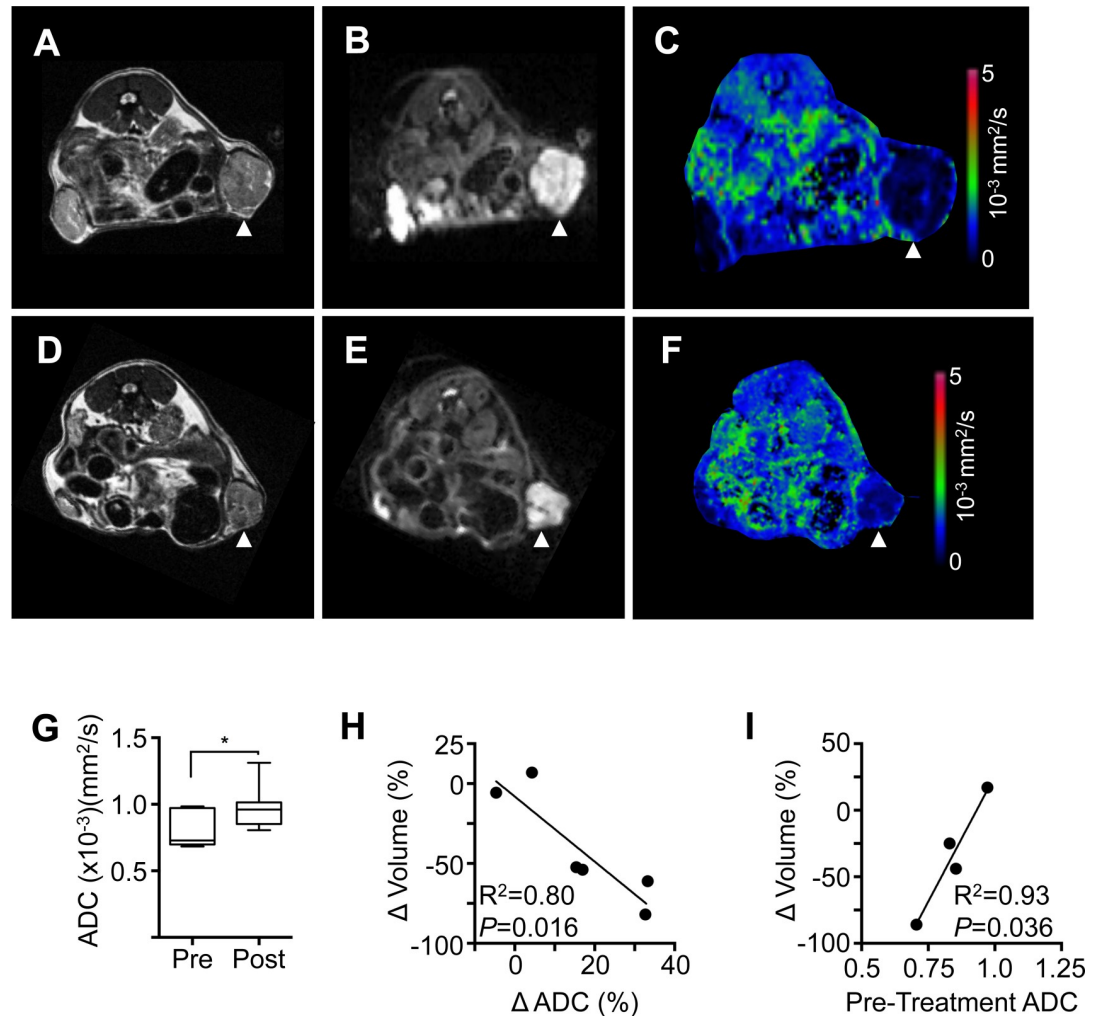 A
B
C
5
10-3 mm2/s
0
D
E
F
5
10-3 mm2/s
0
G
ADC (x10-3)(mm2/s)
1.5
1.0
0.5
*
Pre Post
H
Δ Volume (%)
25
0
-50
-100
R2=0.80
P=0.016
0 20 40
Δ ADC (%)
I
Δ Volume (%)
50
0
-50
-100
R2=0.93
P=0.036
0.5 0.75 1.0 1.25
Pre-Treatment ADC